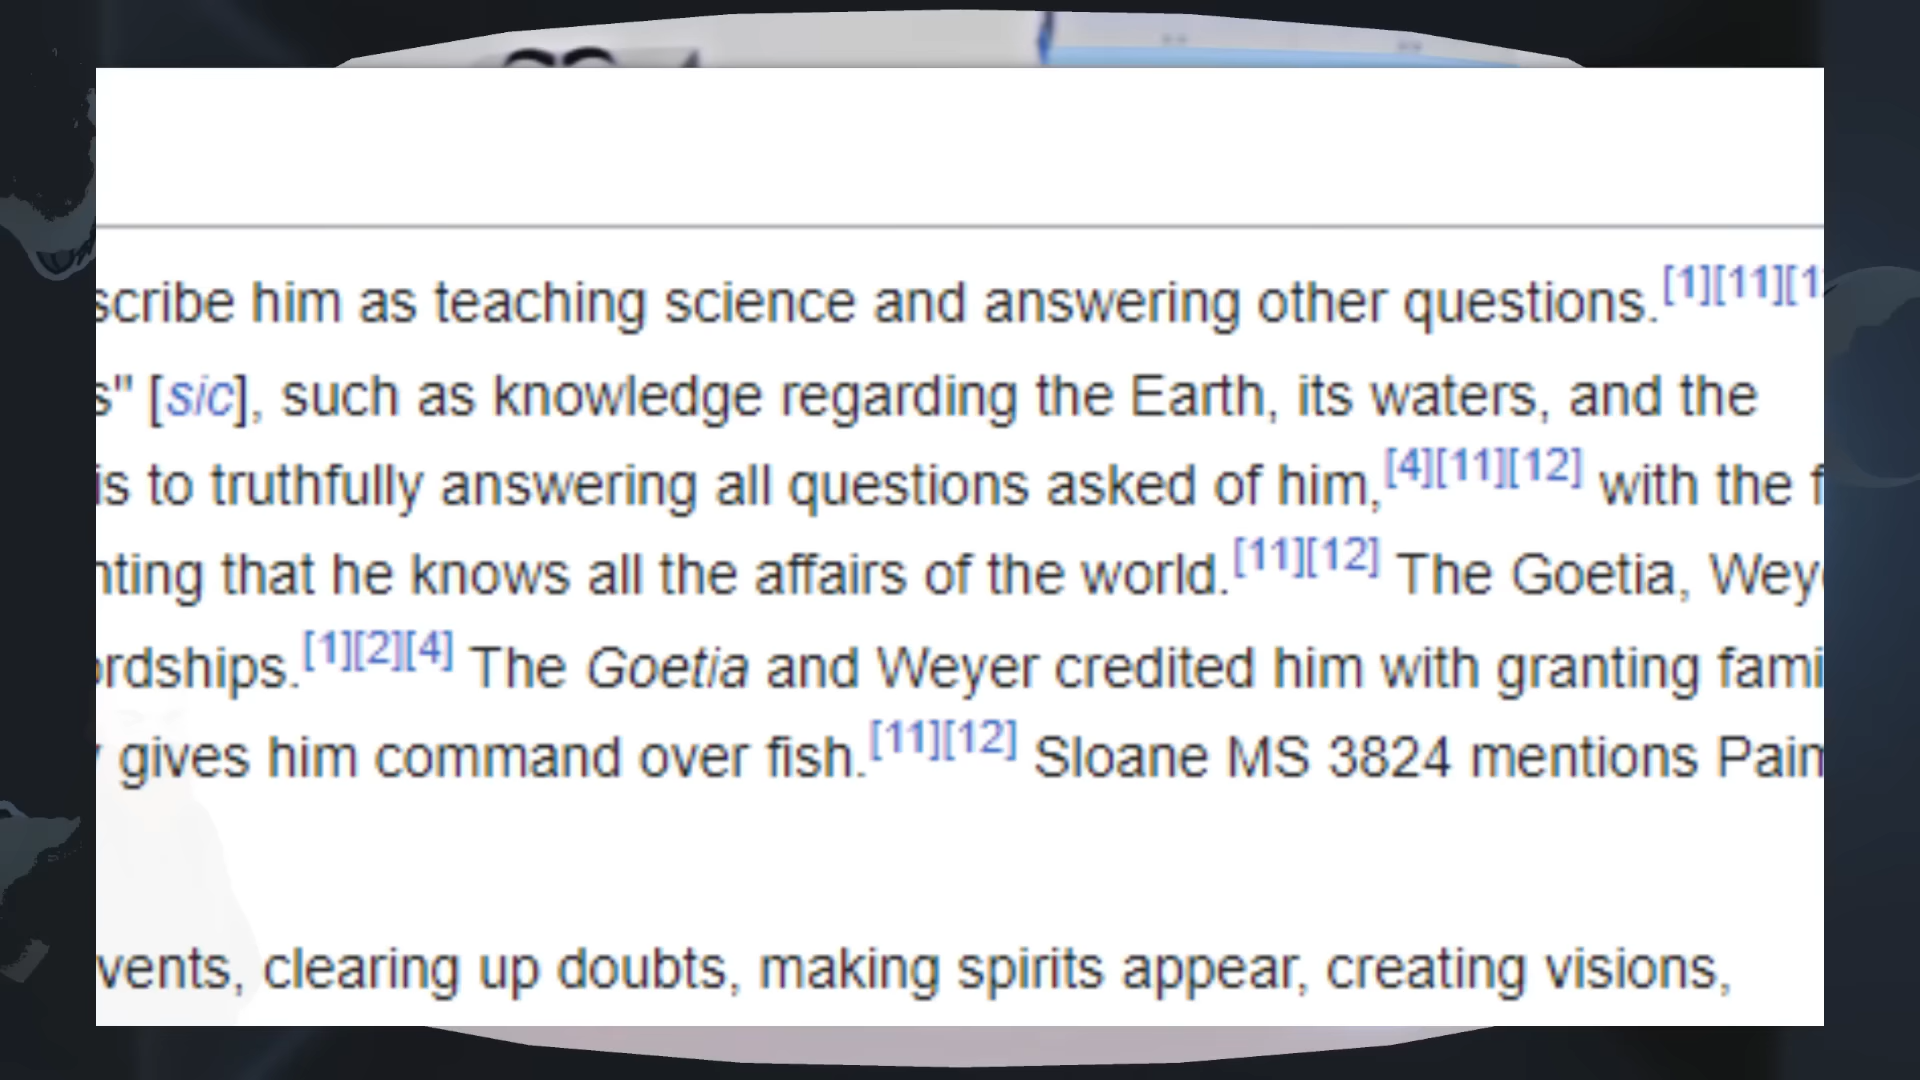 scribe him as teaching science and answering other questions.[1][11][1
s" [sic], such as knowledge regarding the Earth, its waters, and the
is to truthfully answering all questions asked of him,[4][11][12] with the f
nting that he knows all the affairs of the world.[11][12] The Goetia, Wey
ordships.[1][2][4] The Goetia and Weyer credited him with granting fami
gives him command over fish.[11][12] Sloane MS 3824 mentions Paim
vents, clearing up doubts, making spirits appear, creating visions,